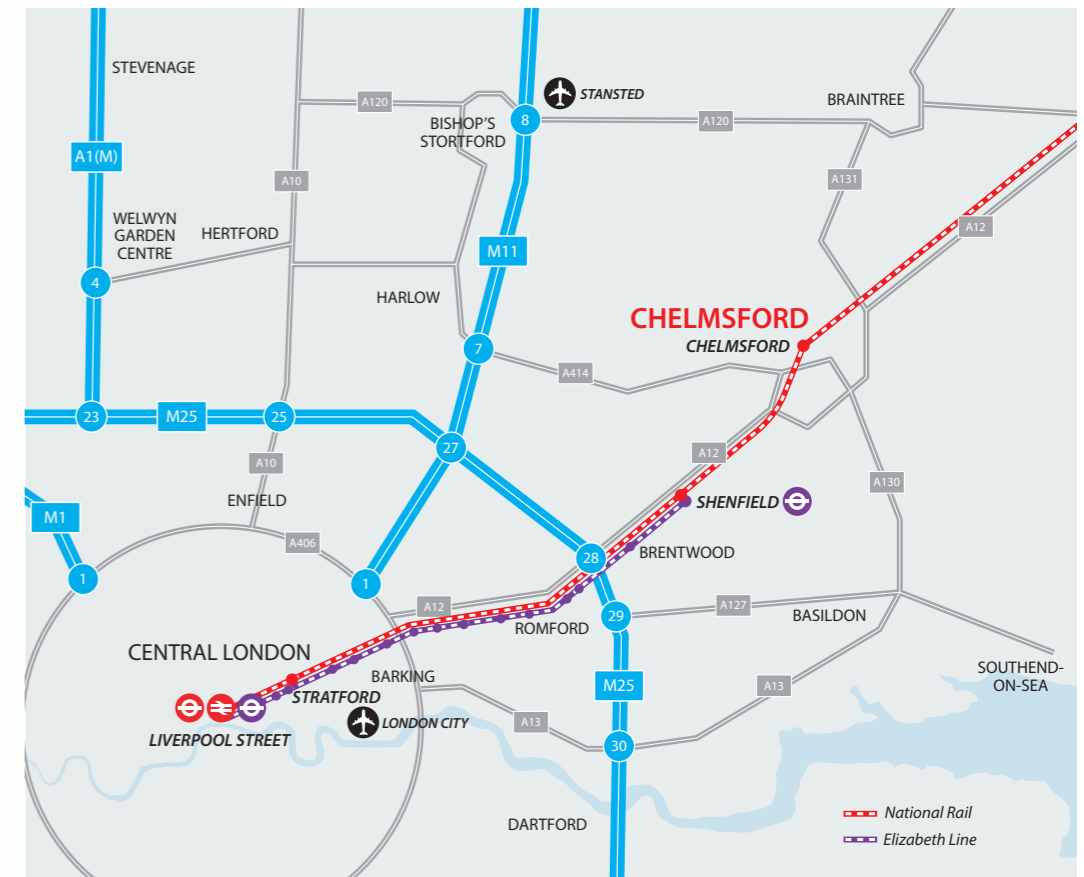 STEVENAGE
STANSTED
BRAINTREE
A120
BISHOP'S
STORTFORD
8
A120
A1(M)
A10
A131
WELWYN
GARDEN
CENTRE
HERTFORD
A12
M11
4
HARLOW
CHELMSFORD
CHELMSFORD
7
A414
23
M25
25
27
A12
A10
A130
ENFIELD
SHENFIELD
M1
A406
BRENTWOOD
28
1
1
A12
A127
29
BASILDON
ROMFORD
CENTRAL LONDON
BARKING
SOUTHEND-
ON-SEA
M25
A13
STRATFORD
LONDON CITY
A13
LIVERPOOL STREET
30
DARTFORD
National Rail
Elizabeth Line